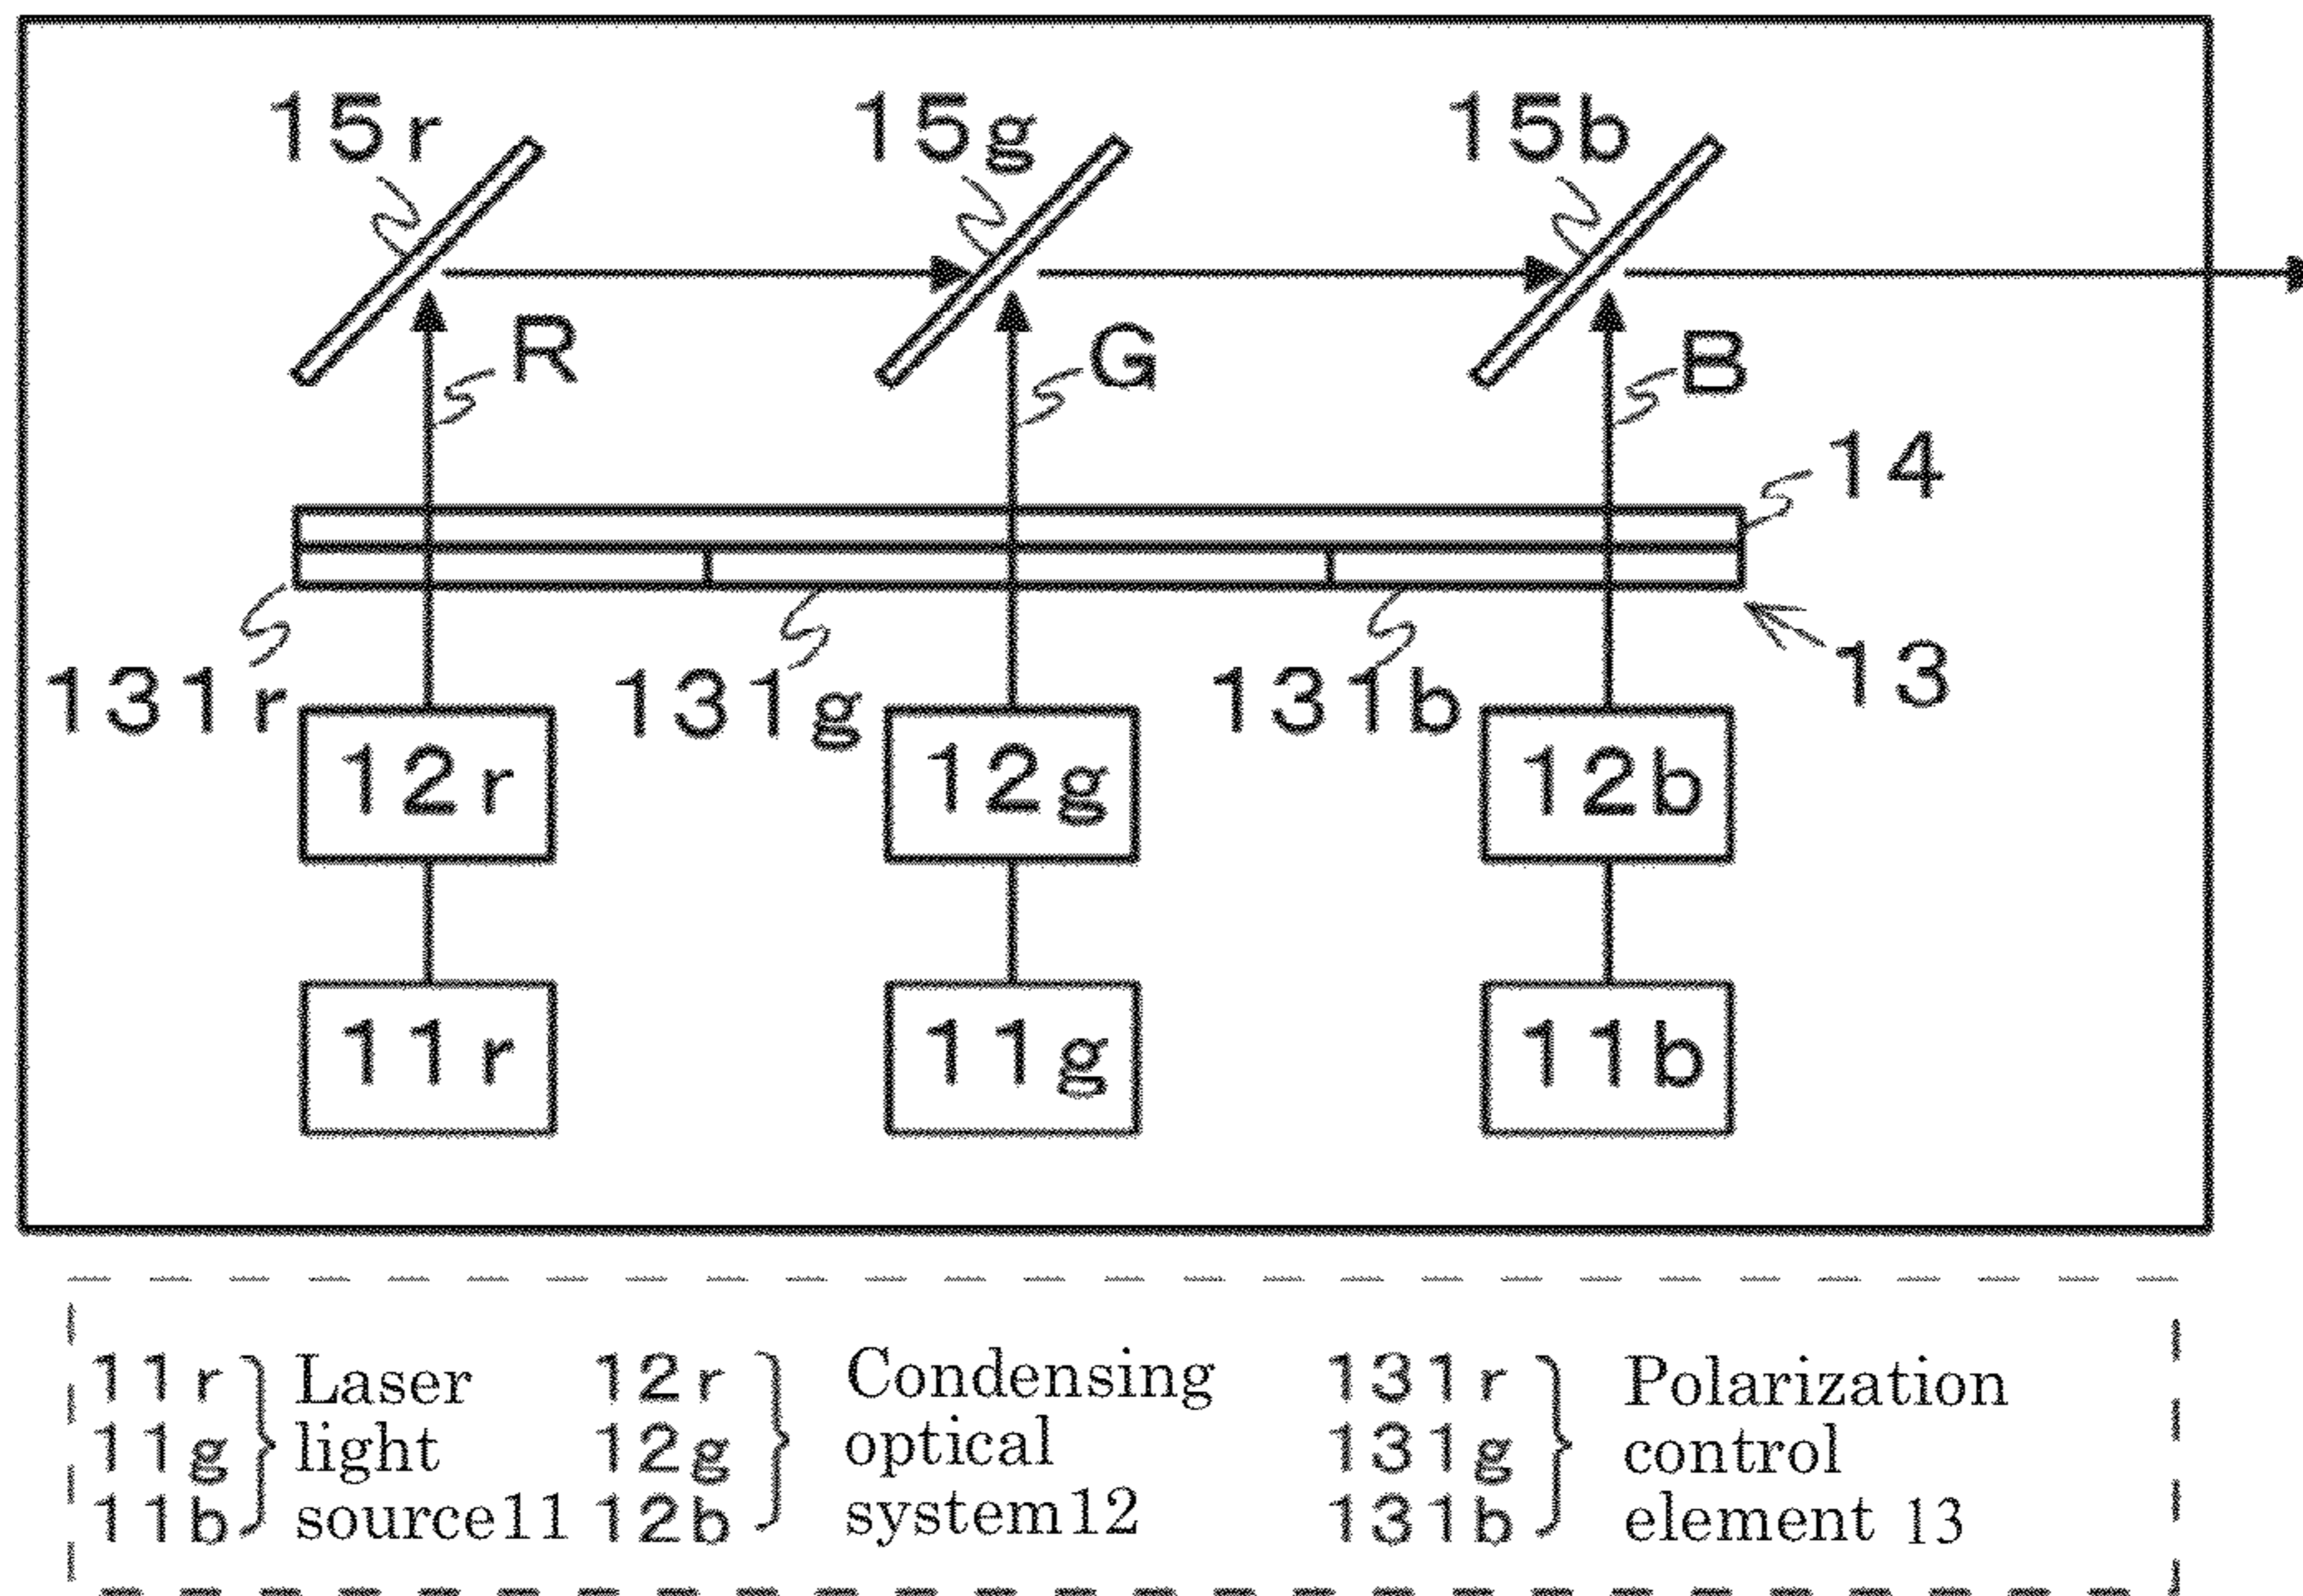 15r 15g 15b
R G B
14
131r 131g 131b 13
12r 12g 12b
11r 11g 11b
11r 11g 11b } Laser light source11
12r 12g 12b } Condensing optical system12
131r 131g 131b } Polarization control element 13